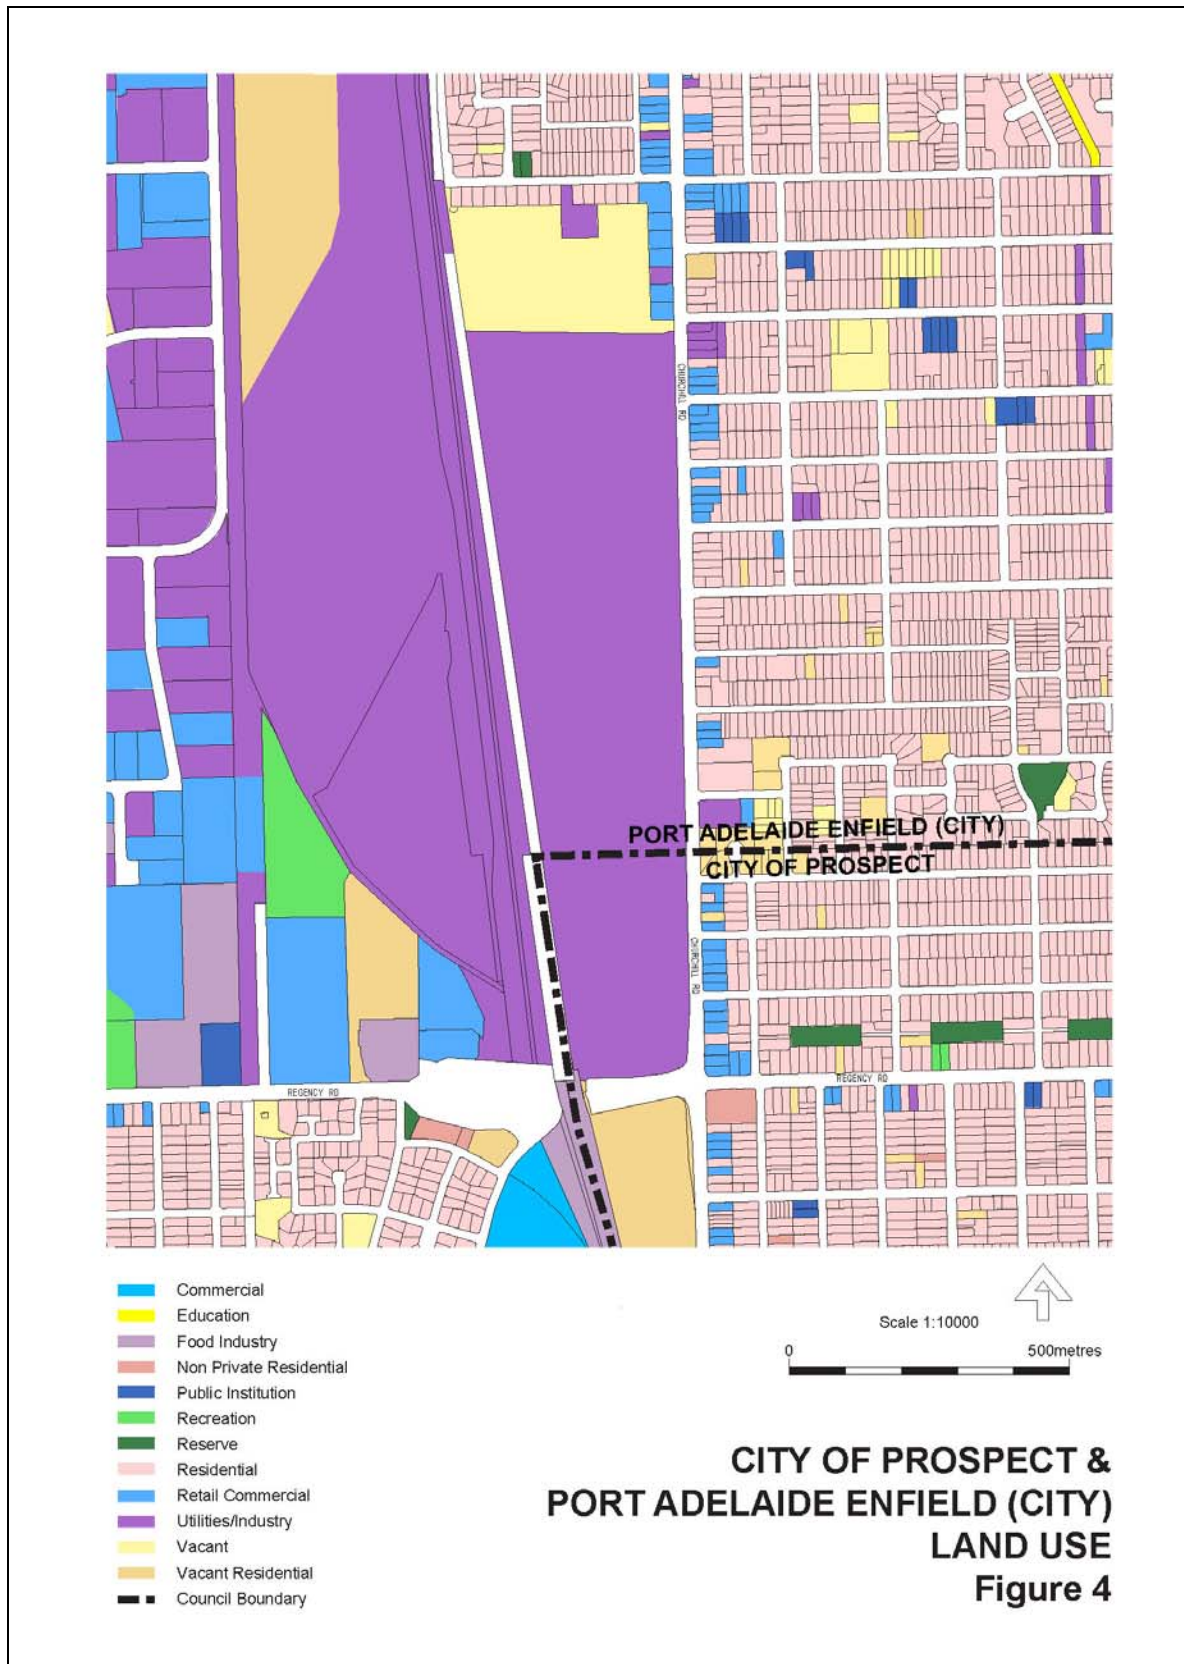 CHURCHILL RD
PORT ADELAIDE ENFIELD (CITY)
CITY OF PROSPECT
CHURCHILL RD
REGENCY RD
REGENCY RD
Commercial
Education
Food Industry
Non Private Residential
Public Institution
Recreation
Reserve
Residential
Retail Commercial
Utilities/Industry
Vacant
Vacant Residential
Council Boundary
Scale 1:10000
0 500metres
CITY OF PROSPECT &
PORT ADELAIDE ENFIELD (CITY)
LAND USE
Figure 4